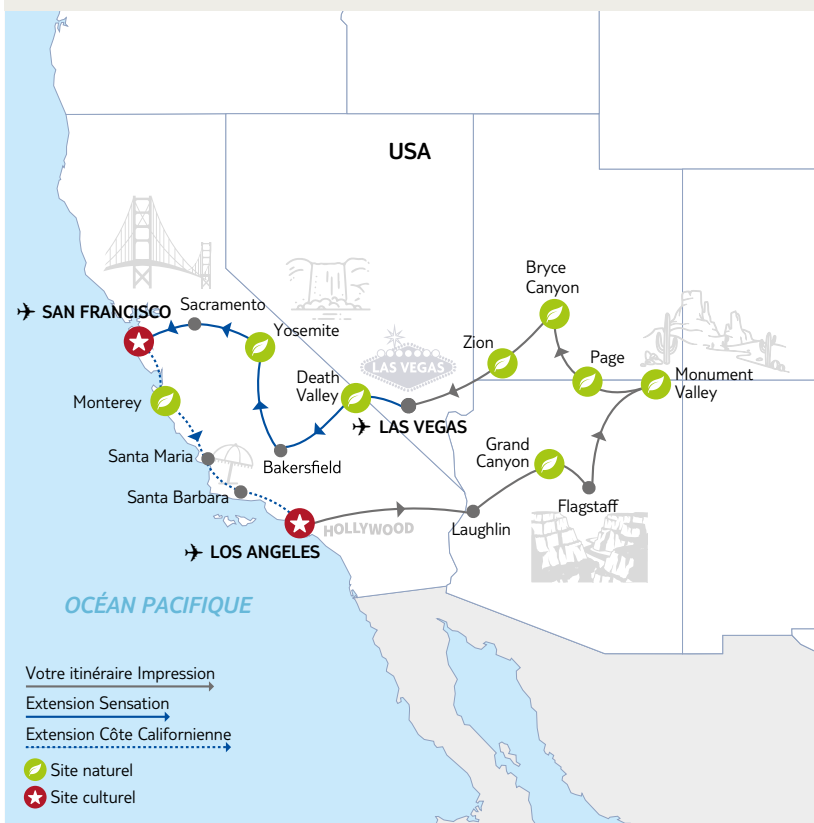 USA
Bryce
Canyon
SAN FRANCISCO
Sacramento
Yosemite
Zion
LAS VEGAS
Page
Death
Valley
Monument
Valley
Monterey
LAS VEGAS
Grand
Canyon
Santa Maria
Bakersfield
Santa Barbara
Flagstaff
HOLLYWOOD
Laughlin
LOS ANGELES
OCÉAN PACIFIQUE
Votre itinéraire Impression
Extension Sensation
Extension Côte Californienne
Site naturel
Site culturel